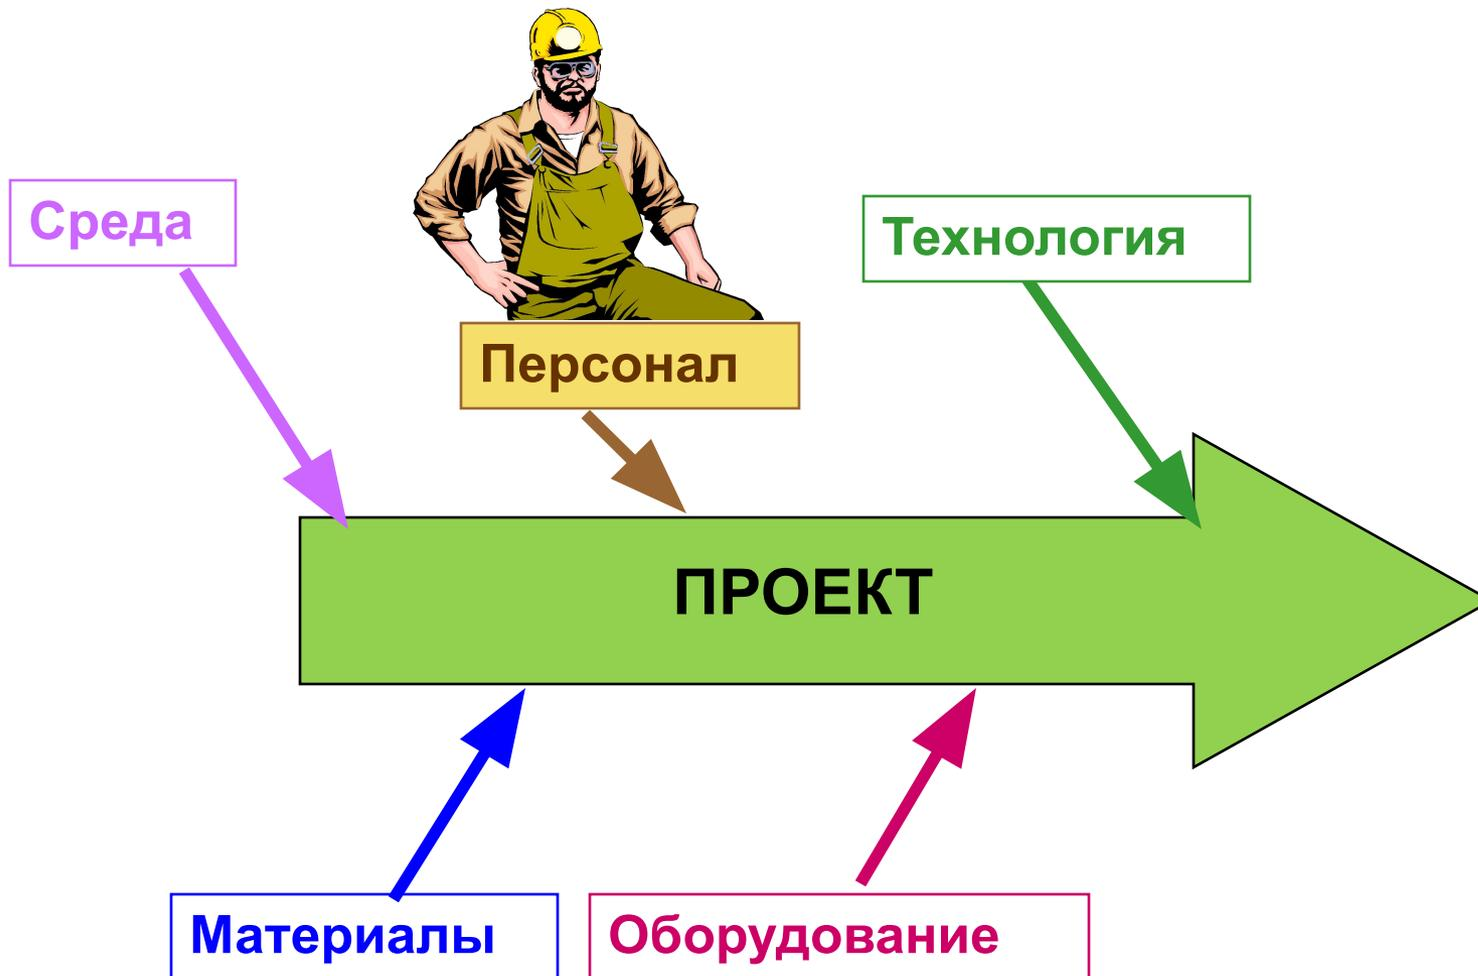 Среда
Технология
Персонал
ПРОЕКТ
Материалы
Оборудование